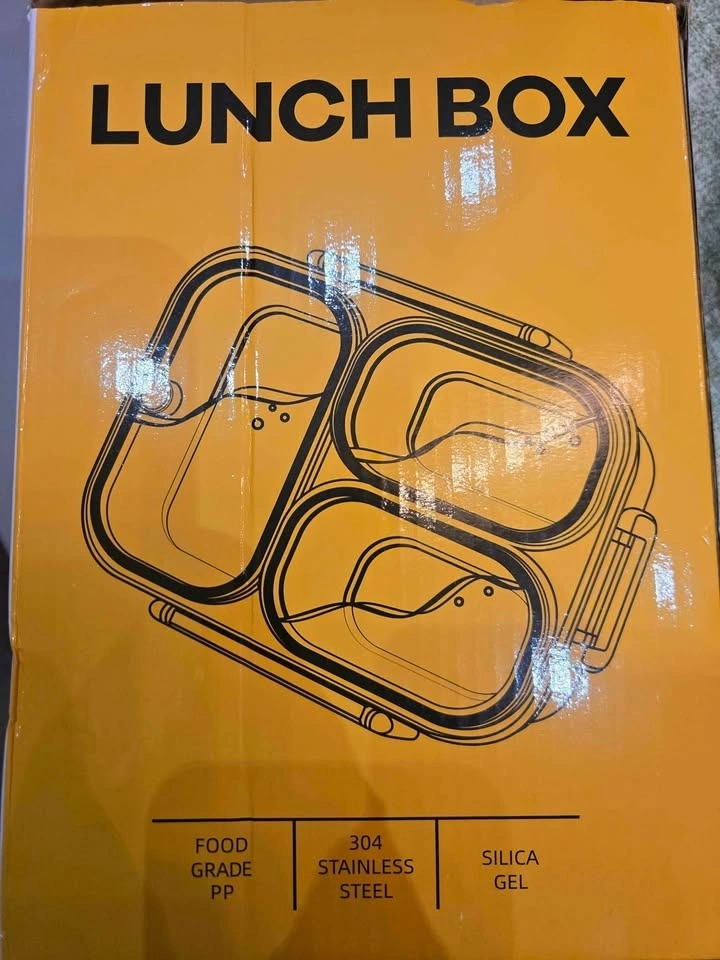 LUNCH BOX
FOOD
GRADE
PP
304
STAINLESS
STEEL
SILICA
GEL